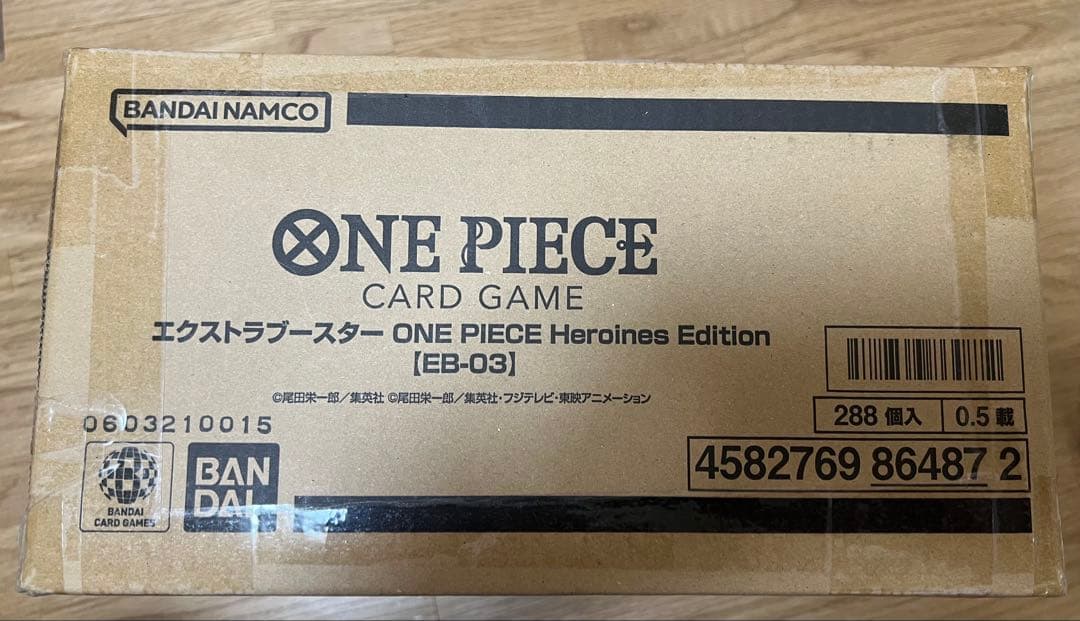 BANDAI NAMCO
ONE PIECE
CARD GAME
エクストラブースター ONE PIECE Heroines Edition
【EB-03】
©尾田栄一郎／集英社 ©尾田栄一郎／集英社・フジテレビ・東映アニメーション
0603210015
288 個入 0.5 載
4582769 86487 2
BANDAI
CARD GAMES
BAN
DAI